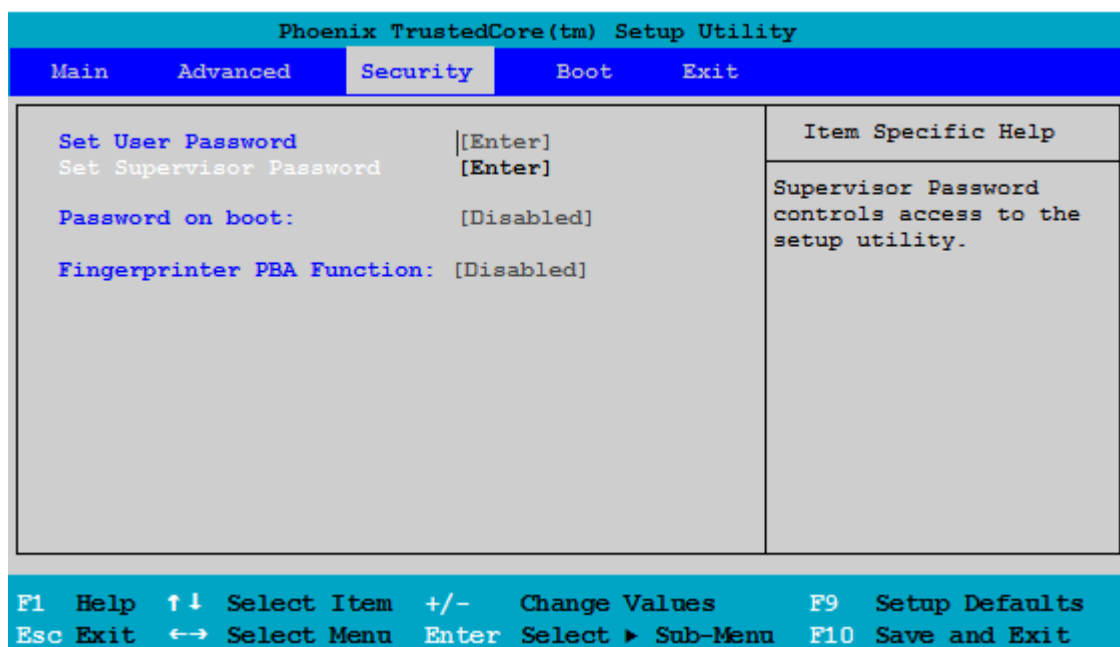 Phoenix TrustedCore(tm) Setup Utility
Main Advanced Security Boot Exit
Set User Password [Enter]
Set Supervisor Password [Enter]
Password on boot: [Disabled]
Fingerprinter PBA Function: [Disabled]
Item Specific Help
Supervisor Password
controls access to the
setup utility.
F1 Help ↑↓ Select Item +/- Change Values F9 Setup Defaults
Esc Exit ←→ Select Menu Enter Select ▶ Sub-Menu F10 Save and Exit